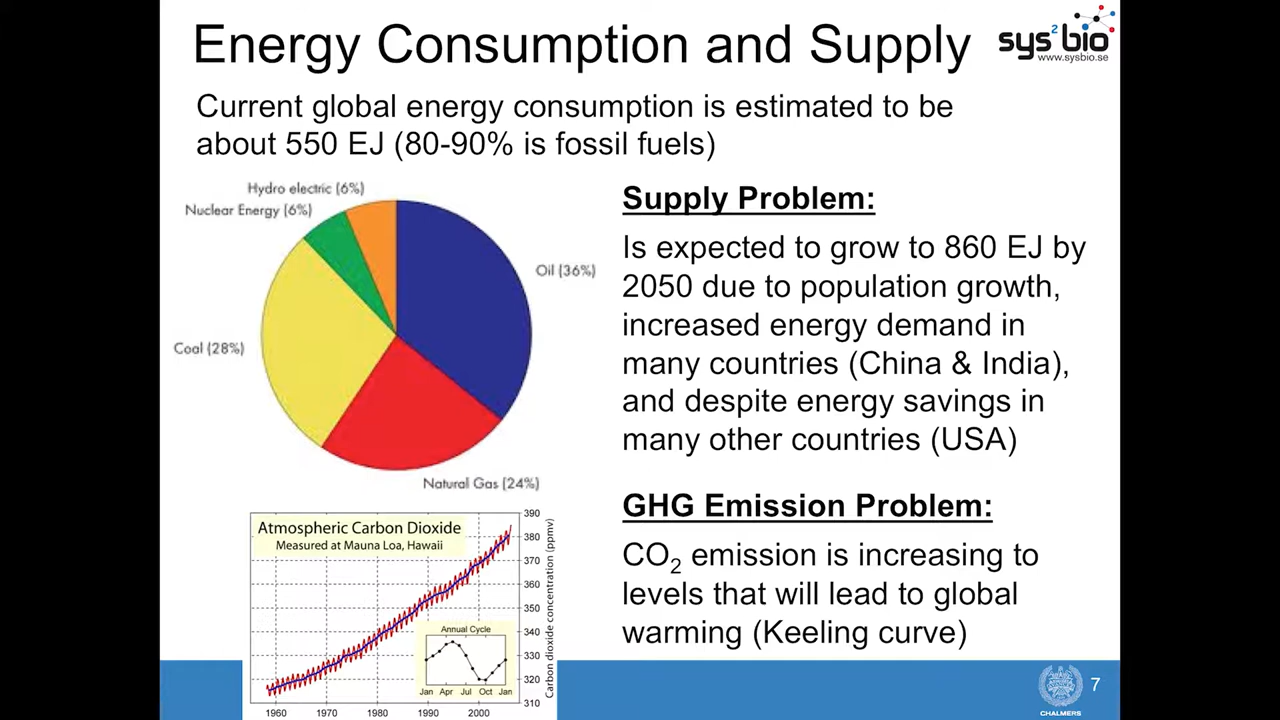 Energy Consumption and Supply
sys2bio
www.sysbio.se
Current global energy consumption is estimated to be
about 550 EJ (80-90% is fossil fuels)
Hydro electric (6%)
Nuclear Energy (6%)
Oil (36%)
Coal (28%)
Natural Gas (24%)
Supply Problem:
Is expected to grow to 860 EJ by
2050 due to population growth,
increased energy demand in
many countries (China & India),
and despite energy savings in
many other countries (USA)
GHG Emission Problem:
CO2 emission is increasing to
levels that will lead to global
warming (Keeling curve)
Atmospheric Carbon Dioxide
Measured at Mauna Loa, Hawaii
390
380
370
360
350
340
330
320
310
Carbon dioxide concentration (ppmv)
Annual Cycle
Jan Apr Jul Oct Jan
1960 1970 1980 1990 2000
CHALMERS
7